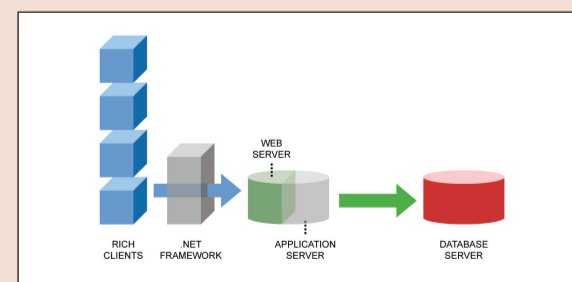 WEB
SERVER
RICH
CLIENTS
.NET
FRAMEWORK
APPLICATION
SERVER
DATABASE
SERVER